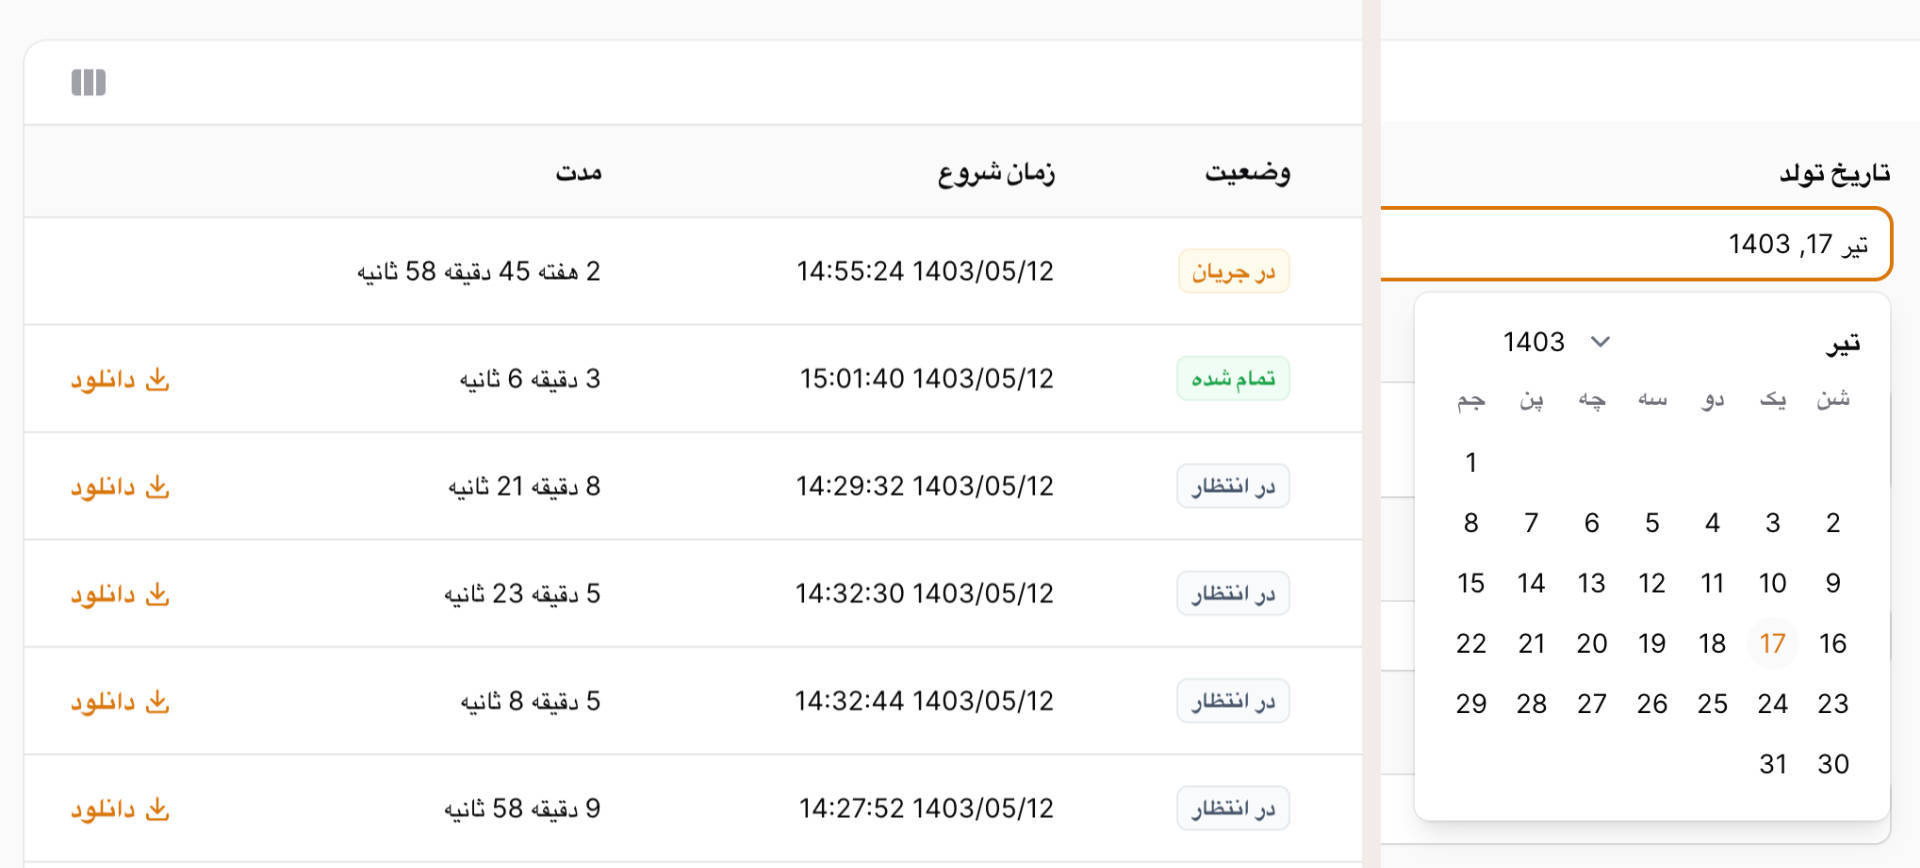 وضعیت زمان شروع مدت
در جریان 1403/05/12 14:55:24 2 هفته 45 دقیقه 58 ثانیه
تمام شده 1403/05/12 15:01:40 3 دقیقه 6 ثانیه دانلود
در انتظار 1403/05/12 14:29:32 8 دقیقه 21 ثانیه دانلود
در انتظار 1403/05/12 14:32:30 5 دقیقه 23 ثانیه دانلود
در انتظار 1403/05/12 14:32:44 5 دقیقه 8 ثانیه دانلود
در انتظار 1403/05/12 14:27:52 9 دقیقه 58 ثانیه دانلود
تاریخ تولد
تیر 17, 1403
تیر 1403
شن یک دو سه چه پن جم
1
2 3 4 5 6 7 8
9 10 11 12 13 14 15
16 17 18 19 20 21 22
23 24 25 26 27 28 29
30 31